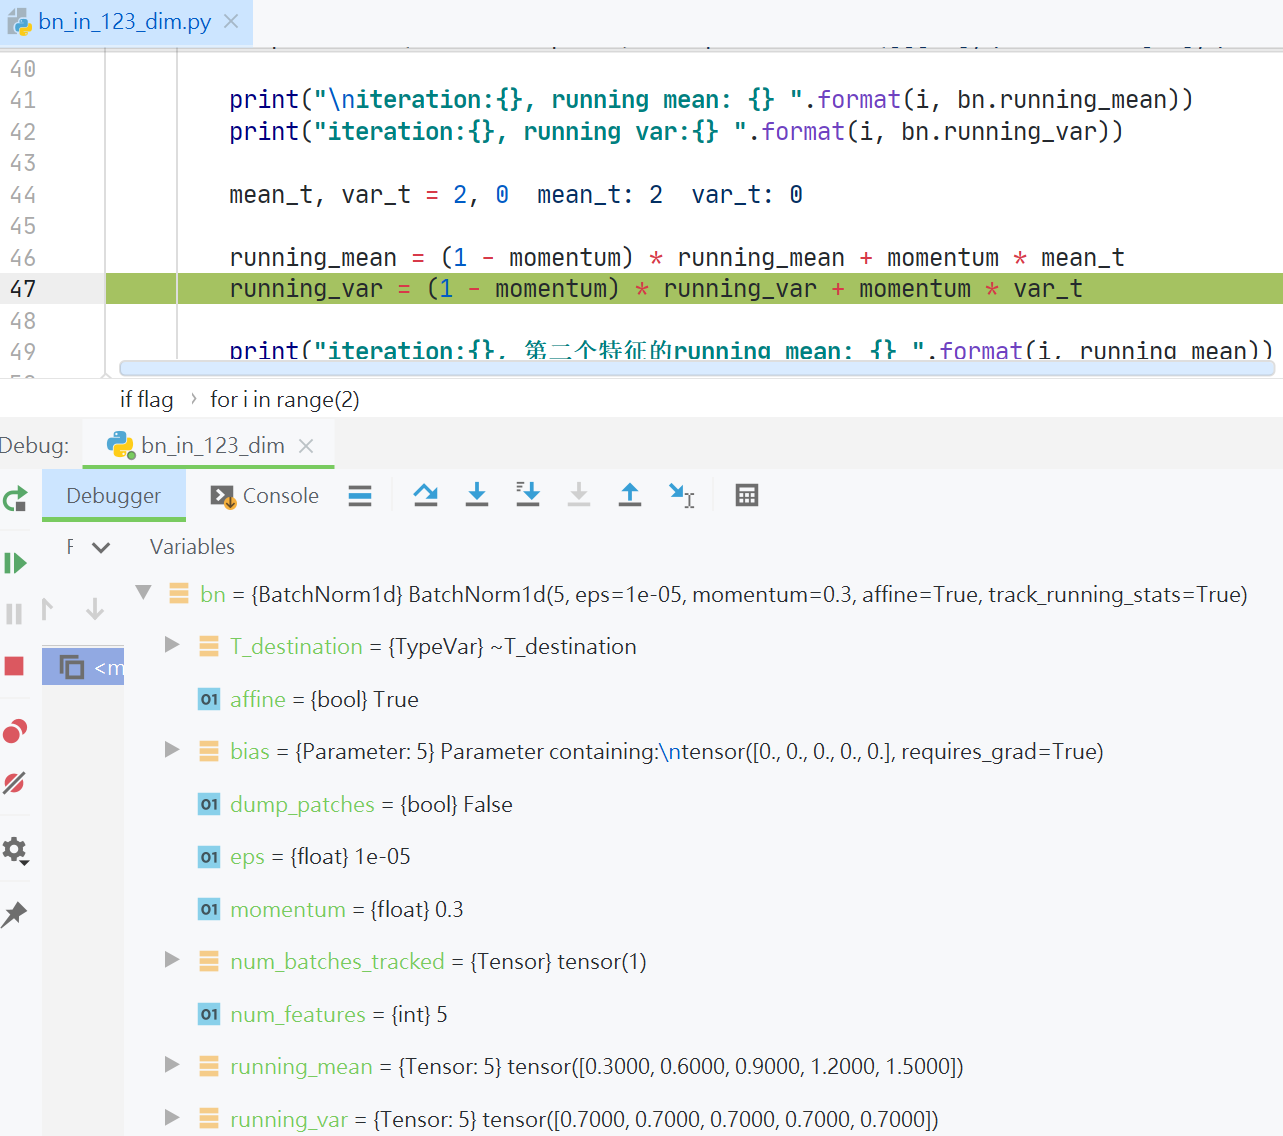 bn_in_123_dim.py
40
41 print("\niteration:{}, running mean: {} ".format(i, bn.running_mean))
42 print("iteration:{}, running var:{} ".format(i, bn.running_var))
43
44 mean_t, var_t = 2, 0 mean_t: 2 var_t: 0
45
46 running_mean = (1 - momentum) * running_mean + momentum * mean_t
47 running_var = (1 - momentum) * running_var + momentum * var_t
48
49 print("iteration:{}, 第二个特征的running mean: {} ".format(i, running_mean))
if flag › for i in range(2)
Debug: bn_in_123_dim
Debugger Console
F Variables
bn = {BatchNorm1d} BatchNorm1d(5, eps=1e-05, momentum=0.3, affine=True, track_running_stats=True)
T_destination = {TypeVar} ~T_destination
01 affine = {bool} True
bias = {Parameter: 5} Parameter containing:\ntensor([0., 0., 0., 0., 0.], requires_grad=True)
01 dump_patches = {bool} False
01 eps = {float} 1e-05
01 momentum = {float} 0.3
num_batches_tracked = {Tensor} tensor(1)
01 num_features = {int} 5
running_mean = {Tensor: 5} tensor([0.3000, 0.6000, 0.9000, 1.2000, 1.5000])
running_var = {Tensor: 5} tensor([0.7000, 0.7000, 0.7000, 0.7000, 0.7000])